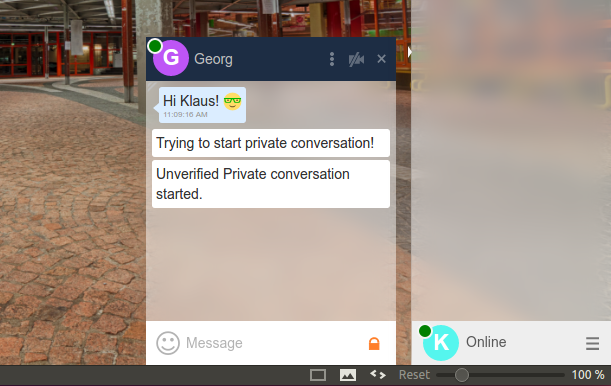 G
Georg
Hi Klaus!
11:09:16 AM
Trying to start private conversation!
Unverified Private conversation
started.
Message
K
Online
Reset
100 %